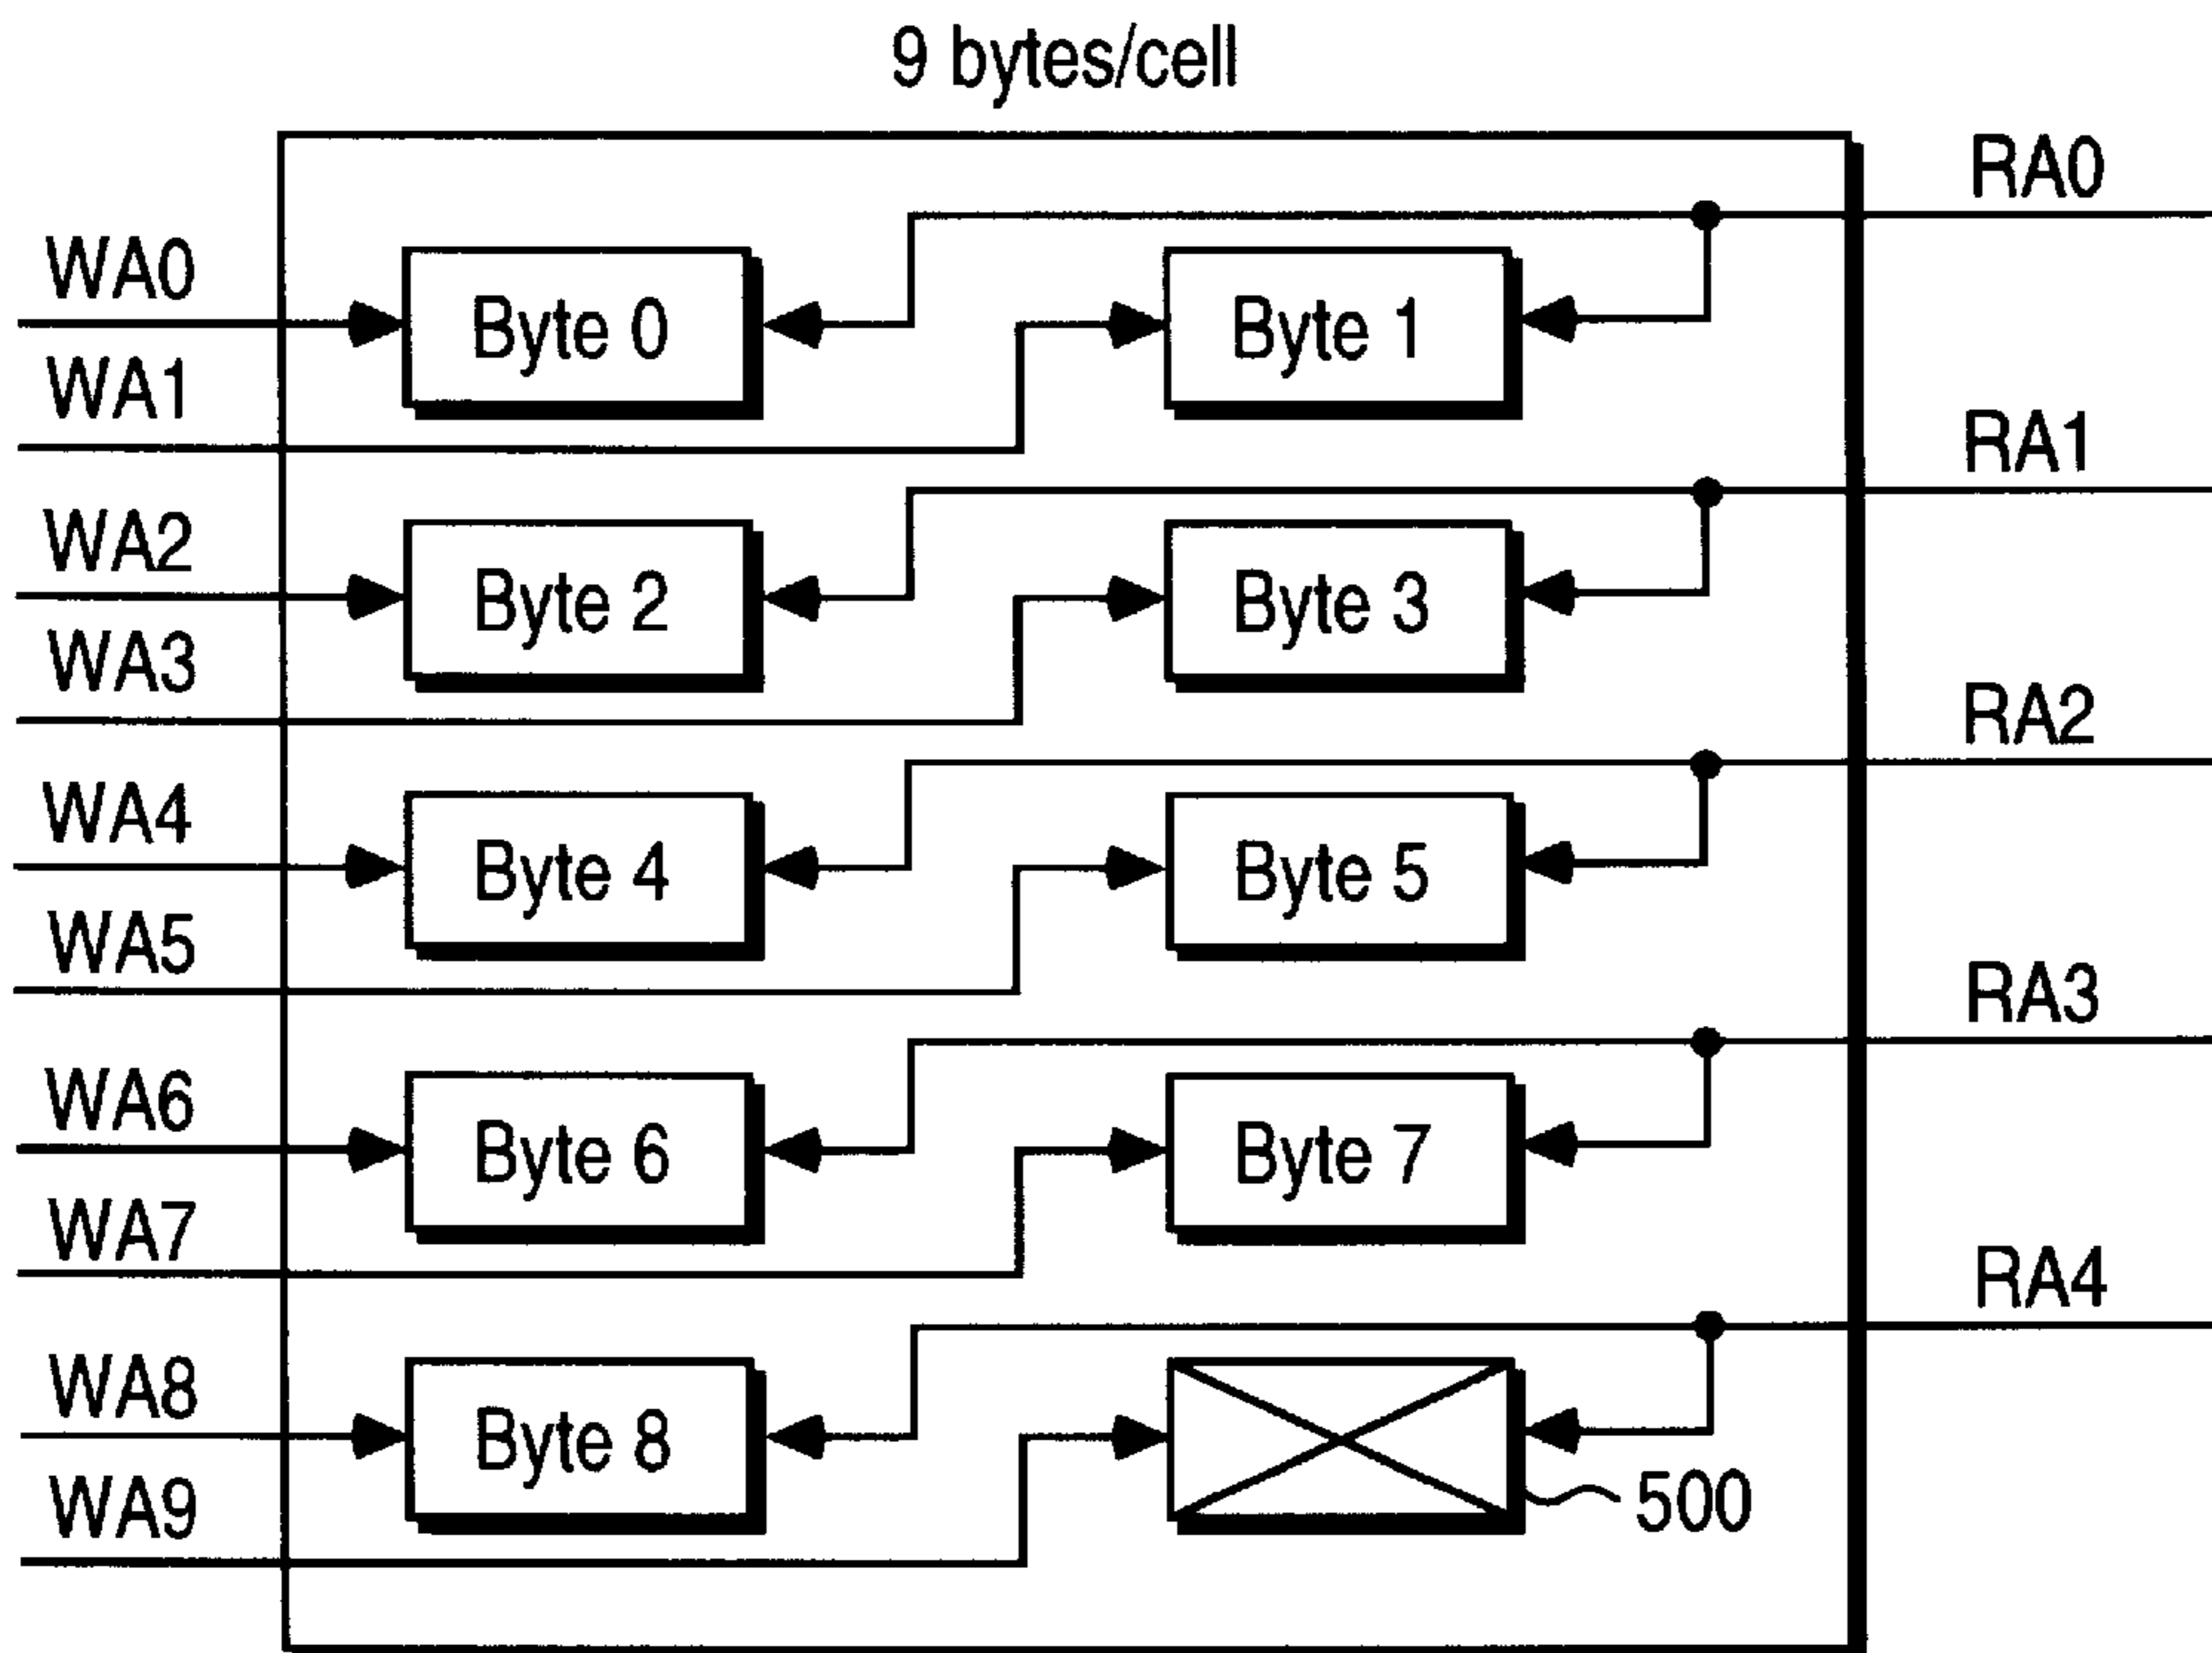 9 bytes/cell
RA0
WA0
Byte 0
Byte 1
WA1
RA1
WA2
Byte 2
Byte 3
WA3
RA2
WA4
Byte 4
Byte 5
WA5
RA3
WA6
Byte 6
Byte 7
WA7
RA4
WA8
Byte 8
WA9
500